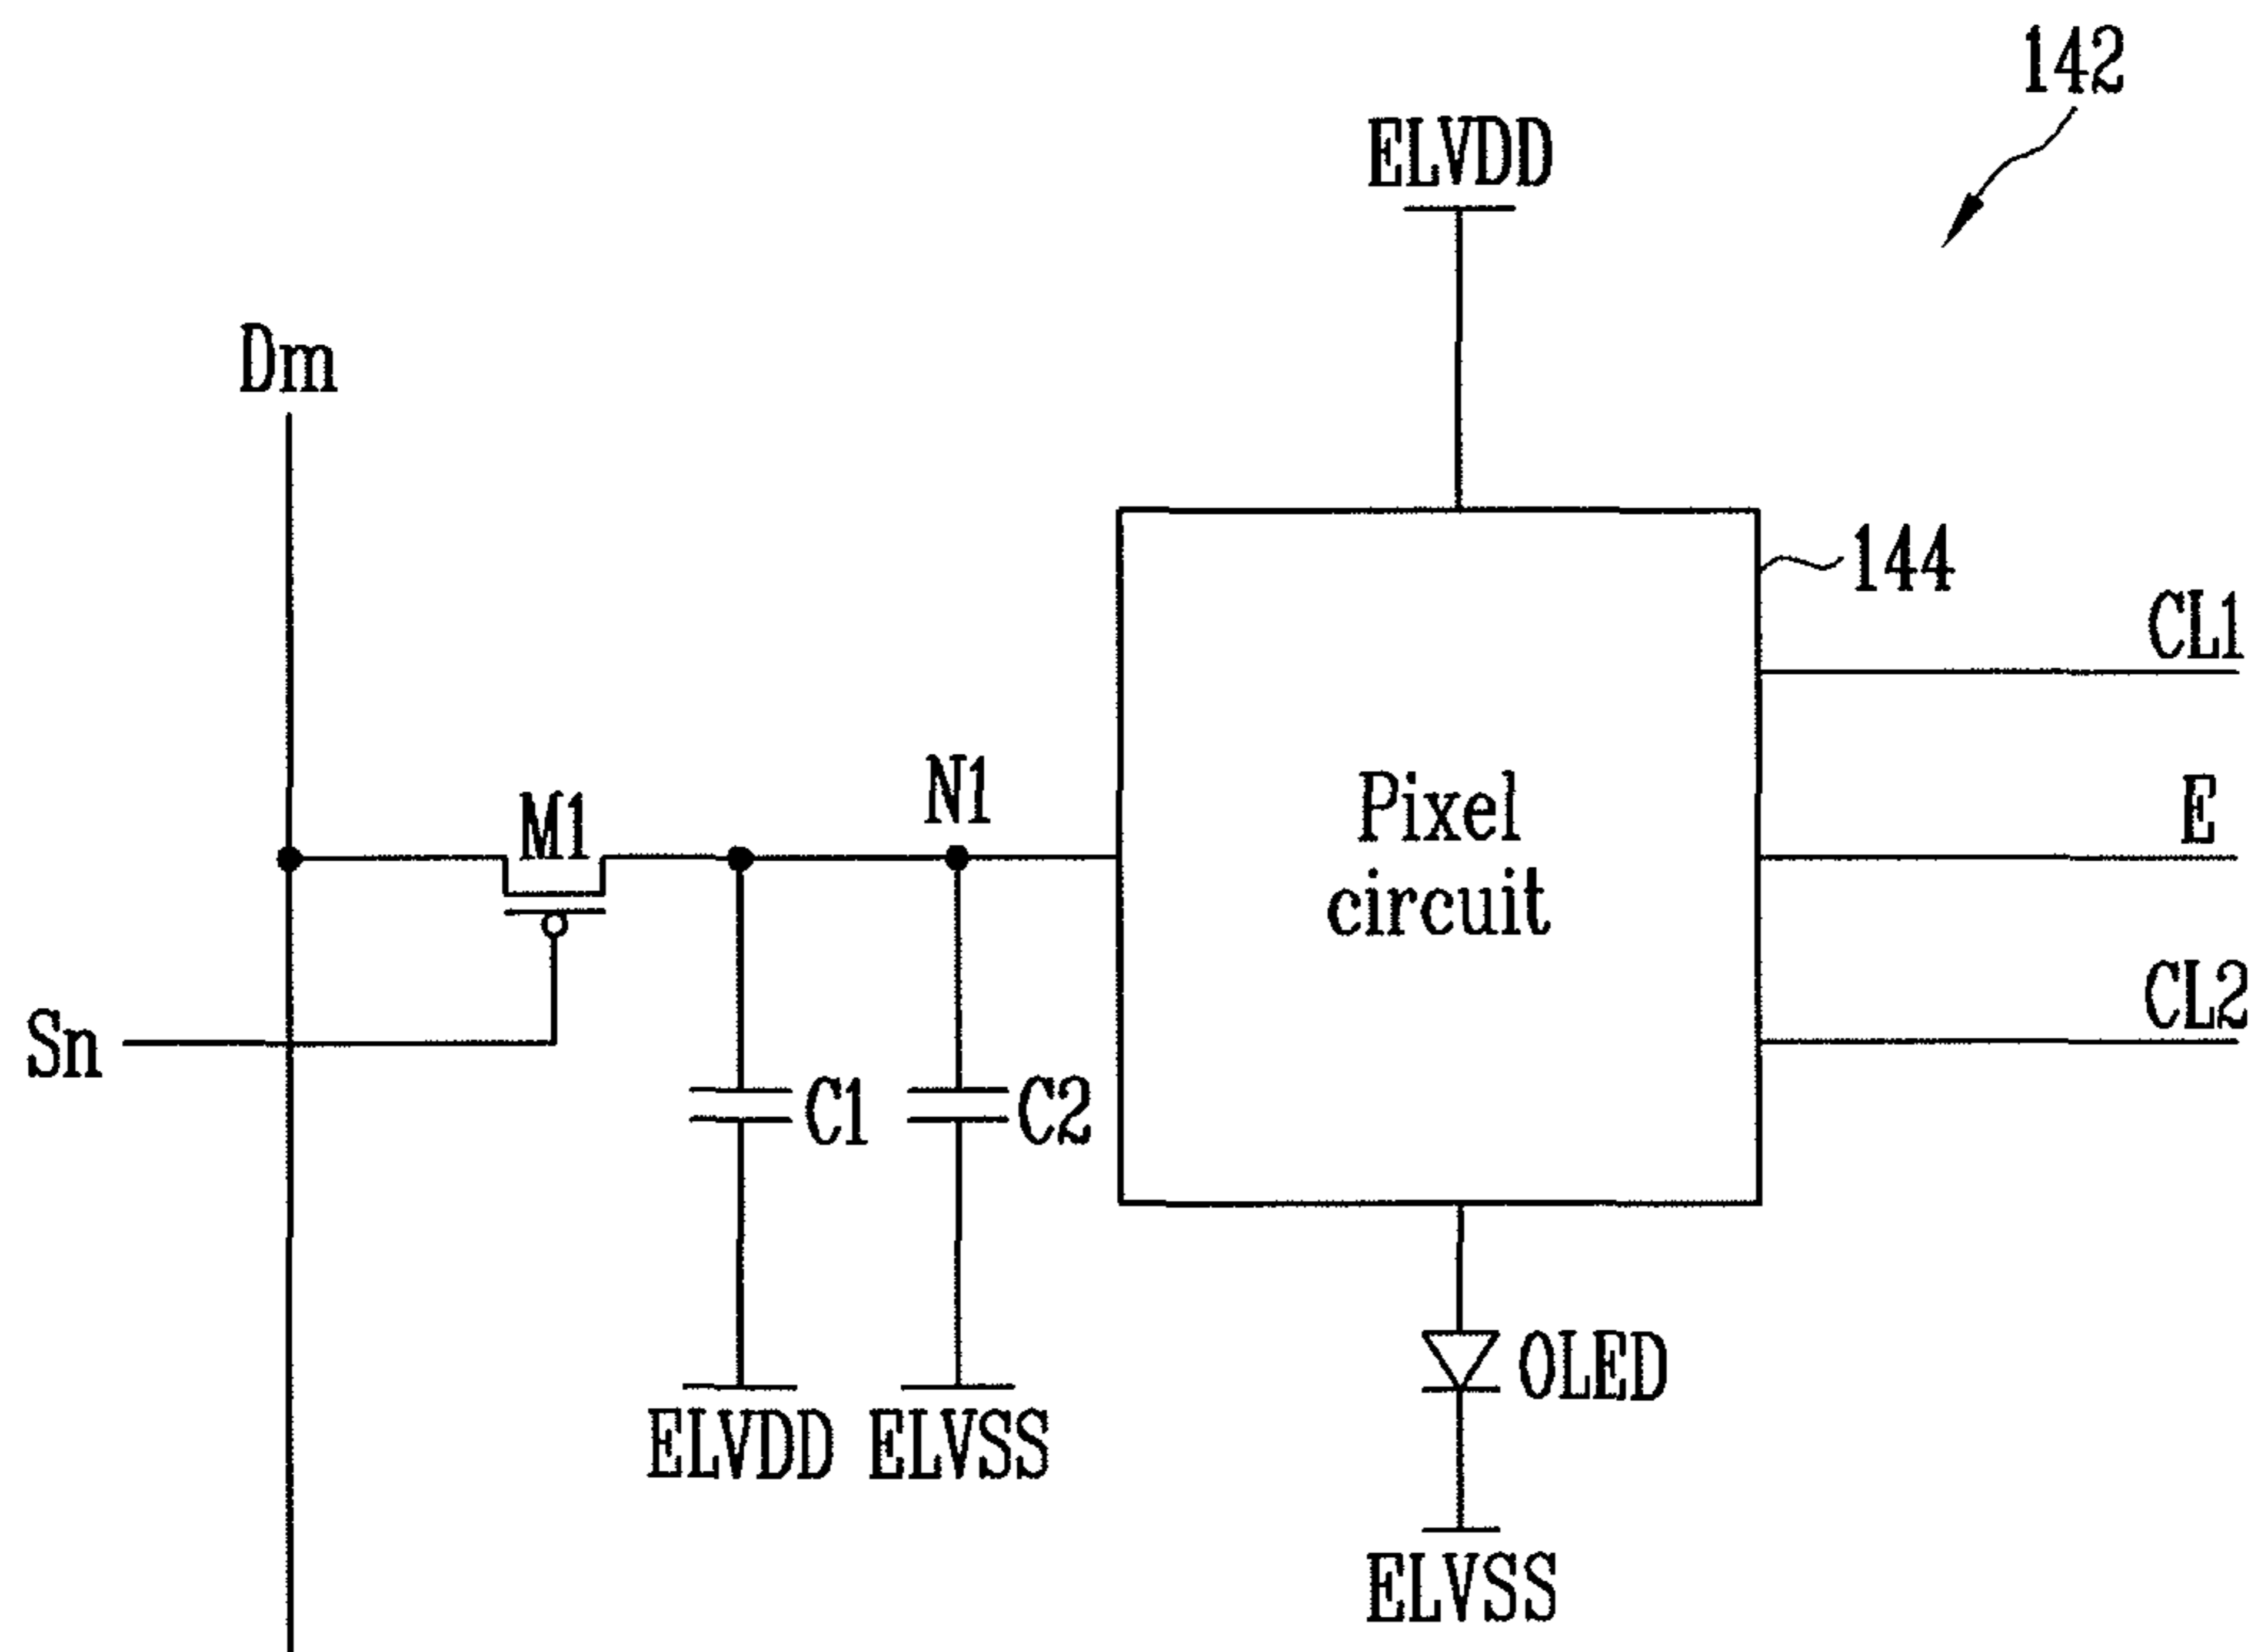 142
ELVDD
Dm
144
CL1
M1
N1
Pixel
circuit
E
Sn
CL2
C1
C2
OLED
ELVDD
ELVSS
ELVSS